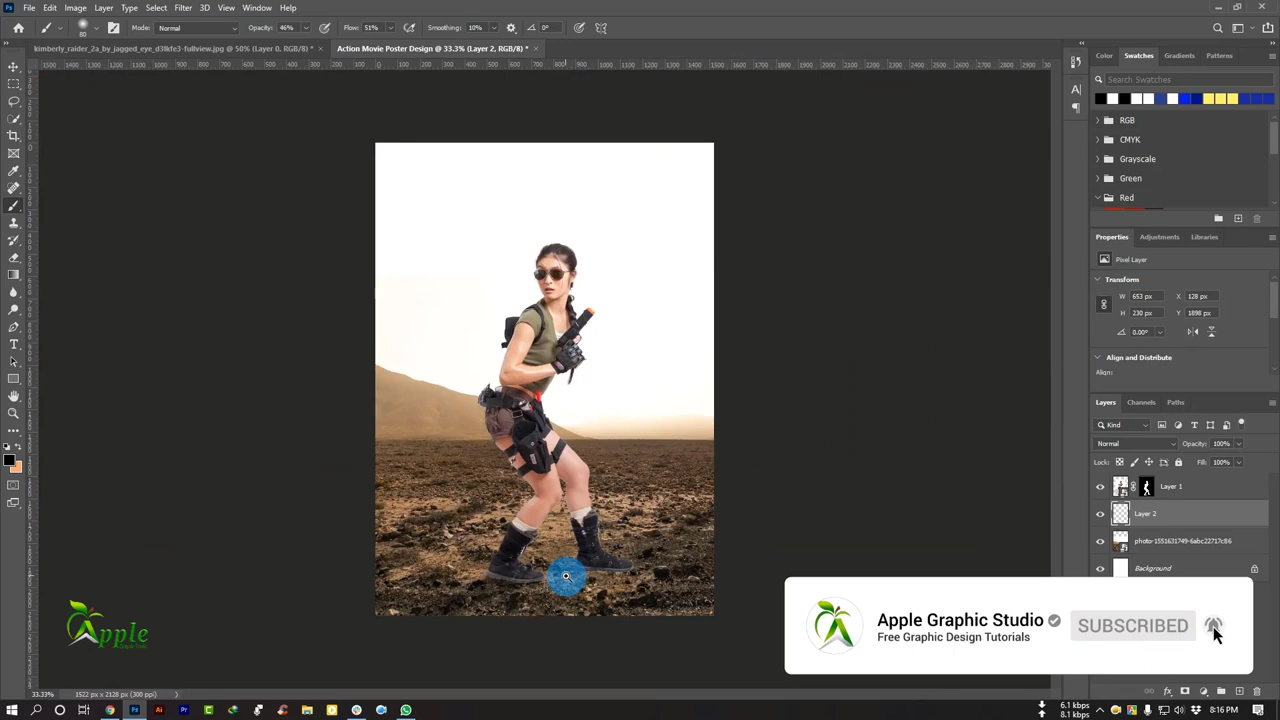 File Edit Image Layer Type Select Filter 3D View Window Help
Mode: Normal Opacity: 46% Flow: 51% Smoothing: 10% 0°
80
kimberly_raider_2a_by_jagged_eye_d3lkfe3-fullview.jpg @ 50% (Layer 0, RGB/8) *
Action Movie Poster Design @ 33.3% (Layer 2, RGB/8) *
Color Swatches Gradients Patterns
Search Swatches
RGB
CMYK
Grayscale
Green
Red
Properties Adjustments Libraries
Pixel Layer
Transform
W 653 px X 128 px
H 230 px Y 1898 px
0.00°
Align and Distribute
Align:
Layers Channels Paths
Kind
Normal Opacity: 100%
Lock: Fill: 100%
Layer 1
Layer 2
photo-1551631749-6abc22717c86
Background
Apple Graphic Studio
Free Graphic Design Tutorials
SUBSCRIBED
Apple
33.33% 1522 px x 2128 px (300 ppi)
6.1 kbps
8.1 kbps
8:16 PM